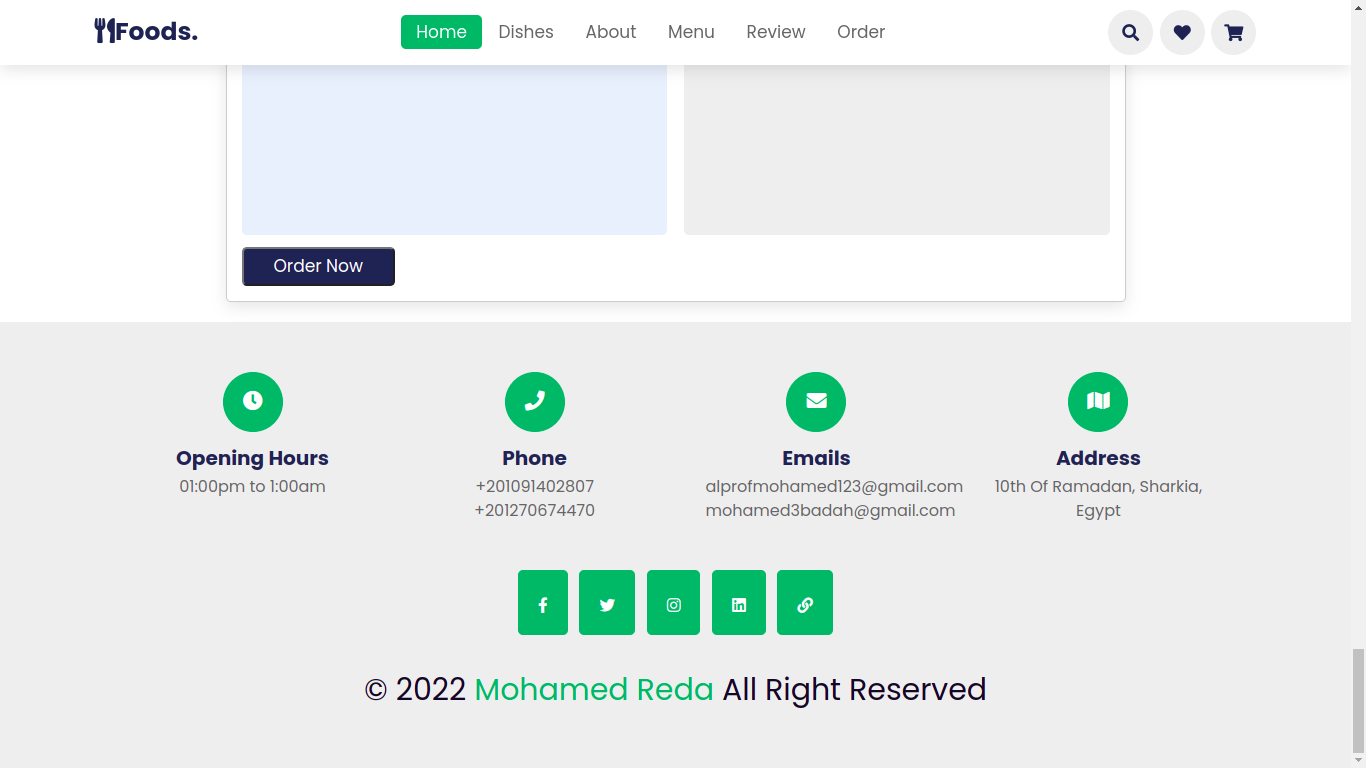 Foods.
Home Dishes About Menu Review Order
Order Now
Opening Hours
01:00pm to 1:00am
Phone
+201091402807
+201270674470
Emails
alprofmohamed123@gmail.com
mohamed3badah@gmail.com
Address
10th Of Ramadan, Sharkia,
Egypt
© 2022 Mohamed Reda All Right Reserved